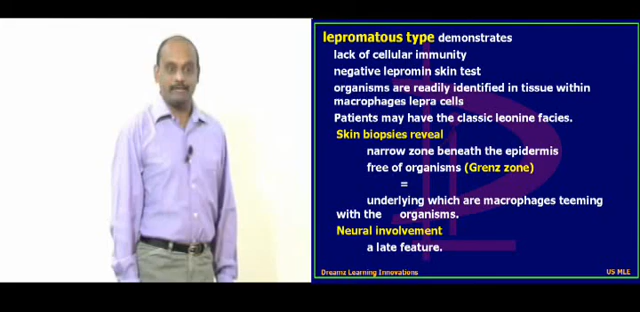 lepromatous type demonstrates
lack of cellular immunity
negative lepromin skin test
organisms are readily identified in tissue within
macrophages lepra cells
Patients may have the classic leonine facies.
Skin biopsies reveal
narrow zone beneath the epidermis
free of organisms (Grenz zone)
=
underlying which are macrophages teeming
with the organisms.
Neural involvement
a late feature.
Dreamz Learning Innovations US MLE